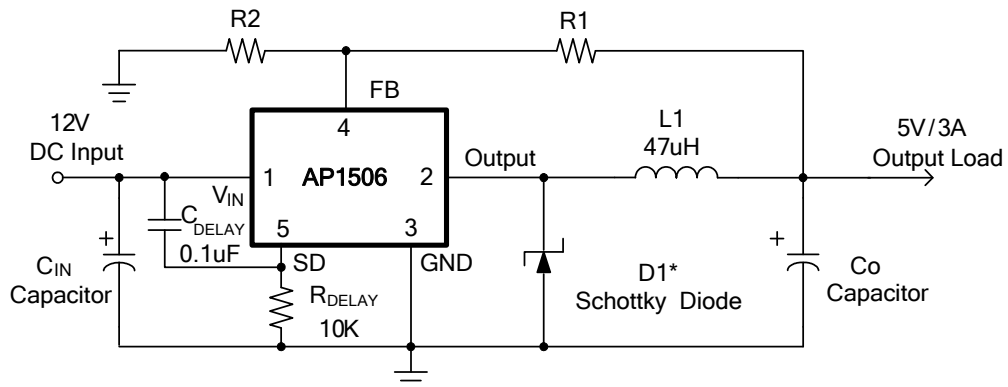 R2
R1
FB
4
12V
DC Input
L1
47uH
5V/3A
Output Load
Output
1
AP1506
2
VIN
CDELAY
0.1uF
5
3
SD
GND
CIN
Capacitor
+
RDELAY
10K
D1*
Schottky Diode
+
Co
Capacitor